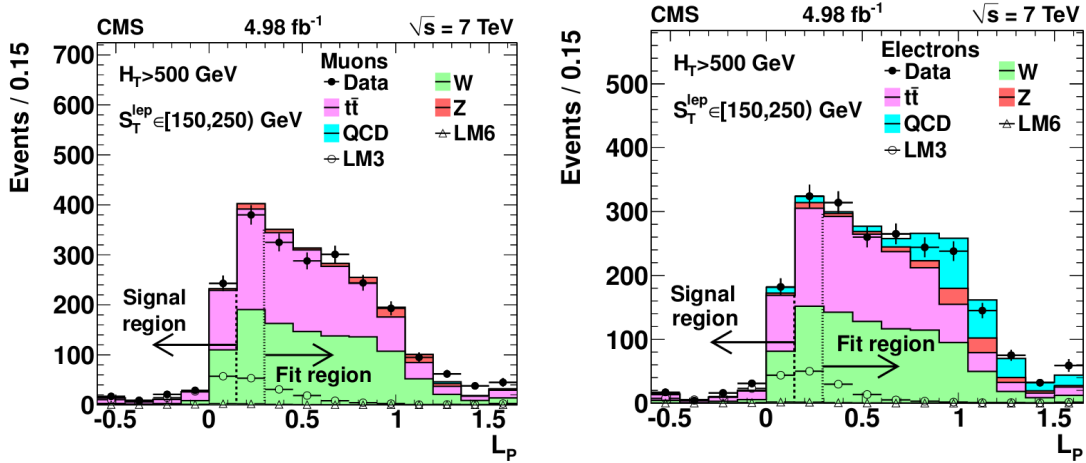 CMS 4.98 fb⁻¹ √s = 7 TeV
Events / 0.15
700
600
500
400
300
200
100
0
H_T>500 GeV
S_T^lep∈[150,250) GeV
Muons
Data
tt̄
QCD
LM3
W
Z
LM6
Signal
region
Fit region
-0.5 0 0.5 1 1.5
L_P
CMS 4.98 fb⁻¹ √s = 7 TeV
Events / 0.15
500
400
300
200
100
0
H_T>500 GeV
S_T^lep∈[150,250) GeV
Electrons
Data
tt̄
QCD
LM3
W
Z
LM6
Signal
region
Fit region
-0.5 0 0.5 1 1.5
L_P